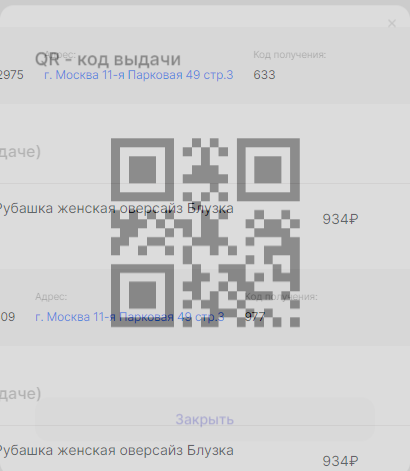 ×
Адрес:
Код получения:
QR - код выдачи
2975 г. Москва 11-я Парковая 49 стр.3 633
даче)
Рубашка женская оверсайз Блузка
934₽
Адрес:
Код получения:
09 г. Москва 11-я Парковая 49 стр.3 977
даче)
Закрыть
Рубашка женская оверсайз Блузка
934₽